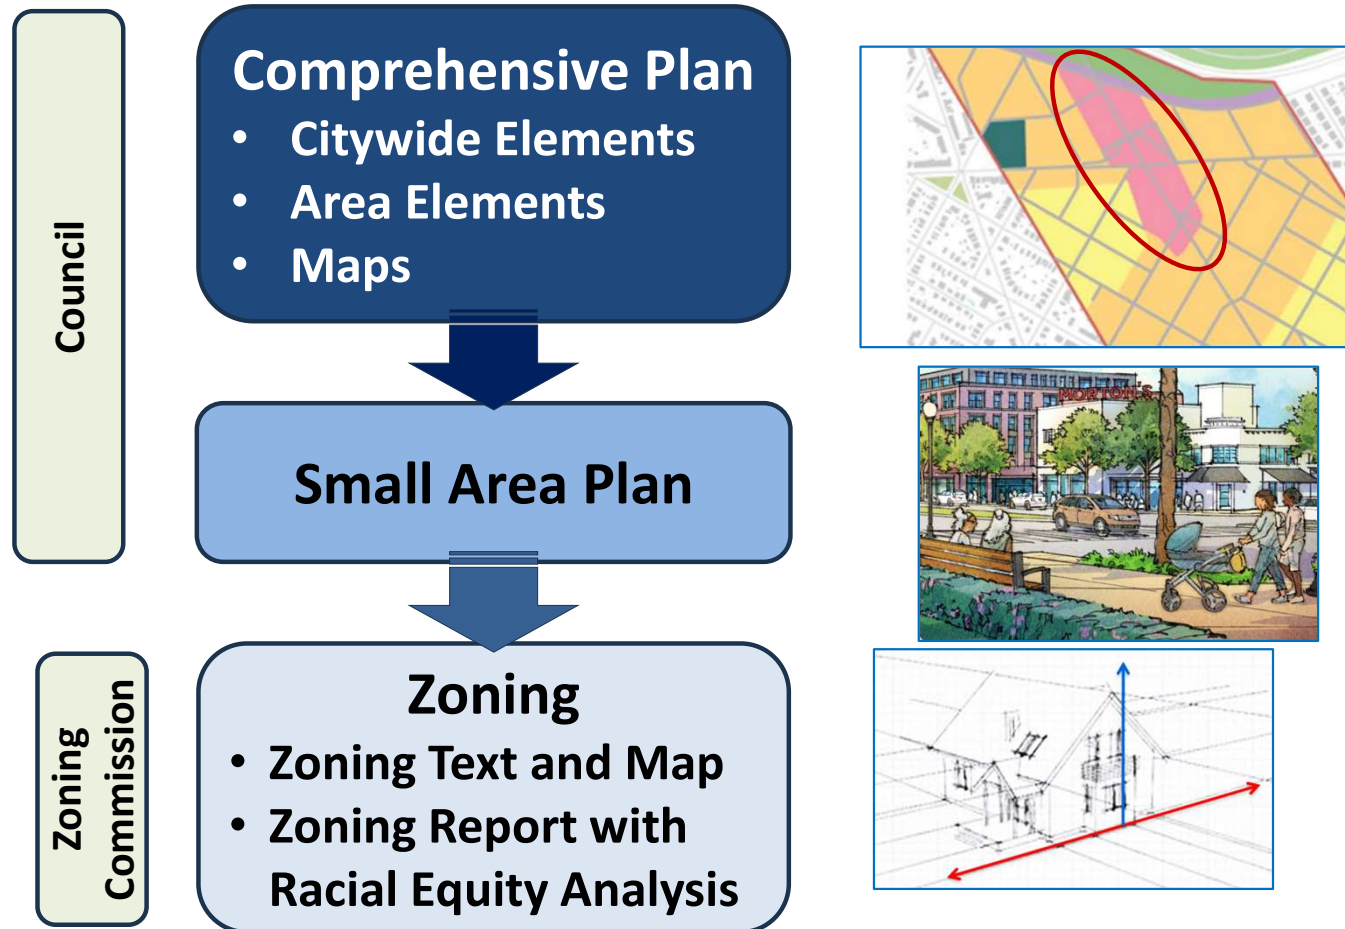 Council
Comprehensive Plan
• Citywide Elements
• Area Elements
• Maps
Small Area Plan
Zoning
Commission
Zoning
• Zoning Text and Map
• Zoning Report with
Racial Equity Analysis
MORTON'S